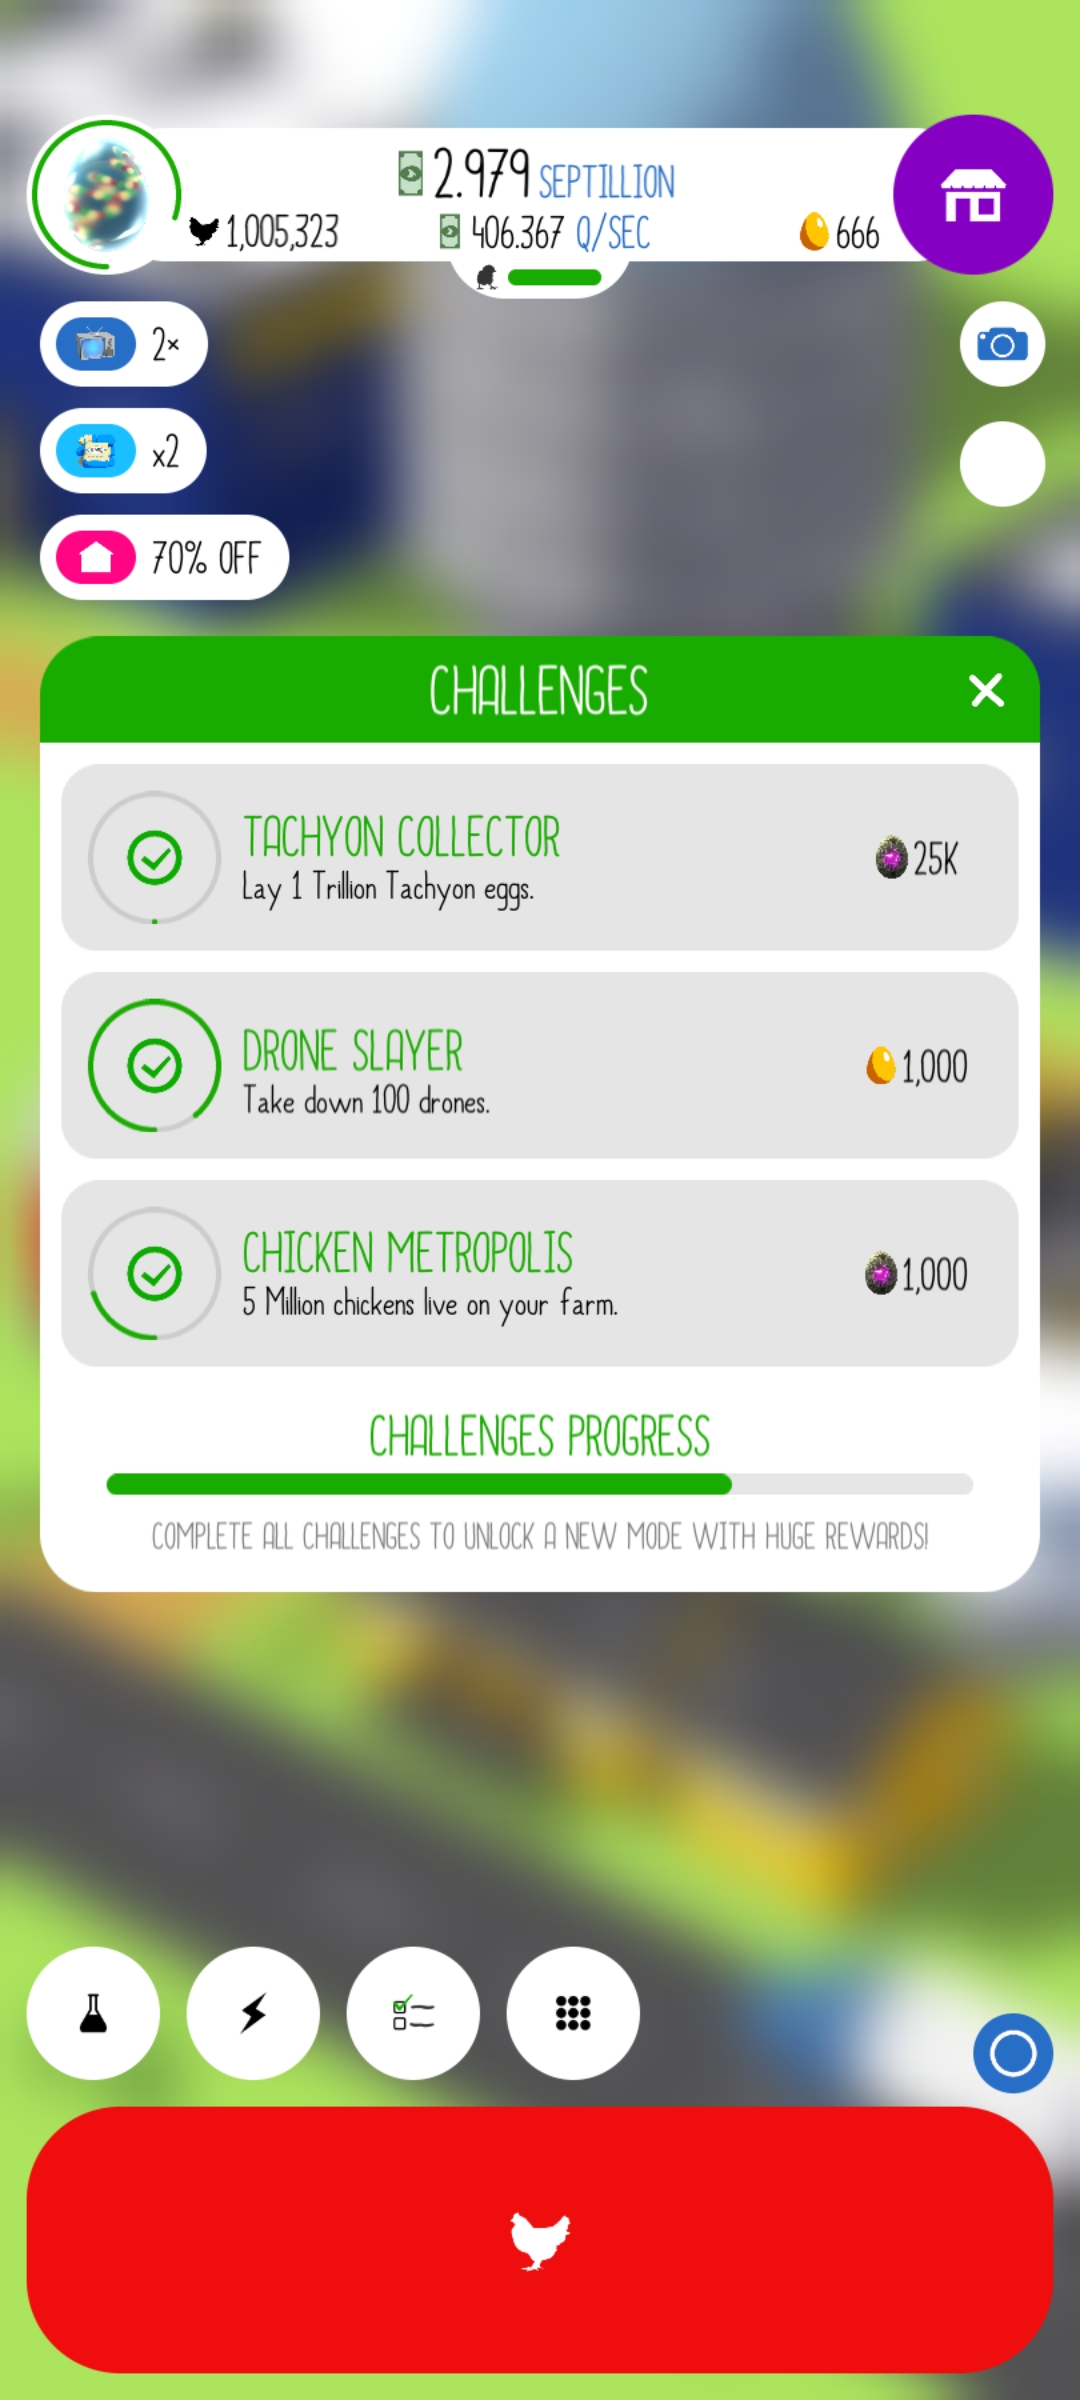 2.979 SEPTILLION
1,005,323
406.367 Q/SEC
666
2×
x2
70% OFF
CHALLENGES
TACHYON COLLECTOR
Lay 1 Trillion Tachyon eggs.
25K
DRONE SLAYER
Take down 100 drones.
1,000
CHICKEN METROPOLIS
5 Million chickens live on your farm.
1,000
CHALLENGES PROGRESS
COMPLETE ALL CHALLENGES TO UNLOCK A NEW MODE WITH HUGE REWARDS!